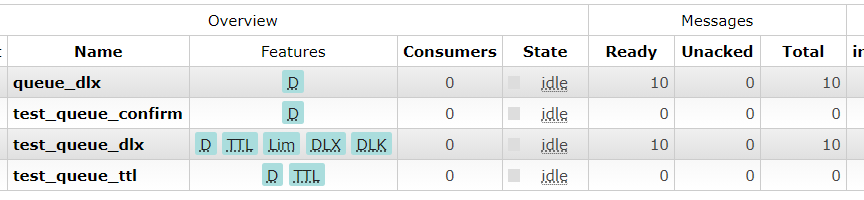 Overview Messages
Name Features Consumers State Ready Unacked Total
queue_dlx D 0 idle 10 0 10
test_queue_confirm D 0 idle 0 0 0
test_queue_dlx D TTL Lim DLX DLK 0 idle 10 0 10
test_queue_ttl D TTL 0 idle 0 0 0